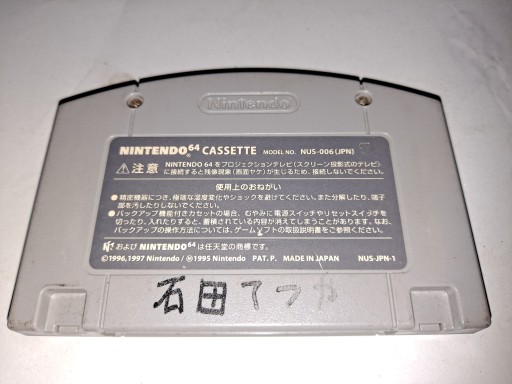 Nintendo
NINTENDO64 CASSETTE MODEL NO. NUS-006(JPN)
⚠注意 NINTENDO 64 をプロジェクションテレビ(スクリーン投影式のテレビ)
に接続すると残像現象(画面ヤケ)が生じるため、接続しないでください。
使用上のおねがい
●精密機器につき、極端な温度変化やショックを避けてください。また分解したり、端子
部を汚したりしないでください。
●バックアップ機能付きカセットの場合、むやみに電源スイッチやリセットスイッチを
切ったり、入れたりすると、蓄積されている内容が消えてしまうことがあります。なお、
バックアップの操作方法については、ゲームソフトの取扱説明書をご参照ください。
および NINTENDO64 は任天堂の商標です。
©1996,1997 Nintendo / Ⓜ1995 Nintendo PAT. P. MADE IN JAPAN NUS-JPN-1
石田てつや